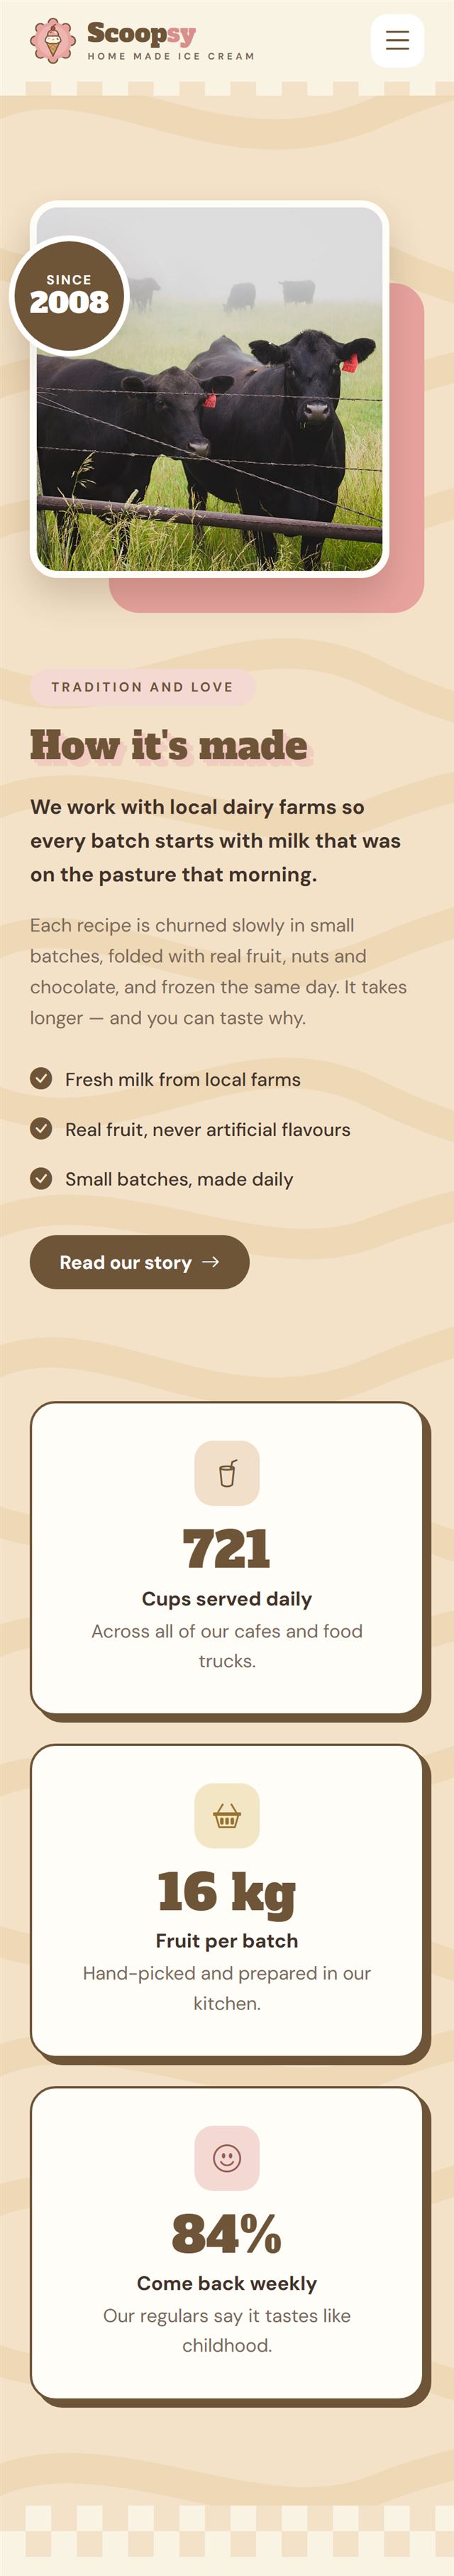 Scoopsy
HOME MADE ICE CREAM
SINCE
2008
TRADITION AND LOVE
How it's made
We work with local dairy farms so
every batch starts with milk that was
on the pasture that morning.
Each recipe is churned slowly in small
batches, folded with real fruit, nuts and
chocolate, and frozen the same day. It takes
longer — and you can taste why.
Fresh milk from local farms
Real fruit, never artificial flavours
Small batches, made daily
Read our story →
721
Cups served daily
Across all of our cafes and food
trucks.
16 kg
Fruit per batch
Hand-picked and prepared in our
kitchen.
84%
Come back weekly
Our regulars say it tastes like
childhood.